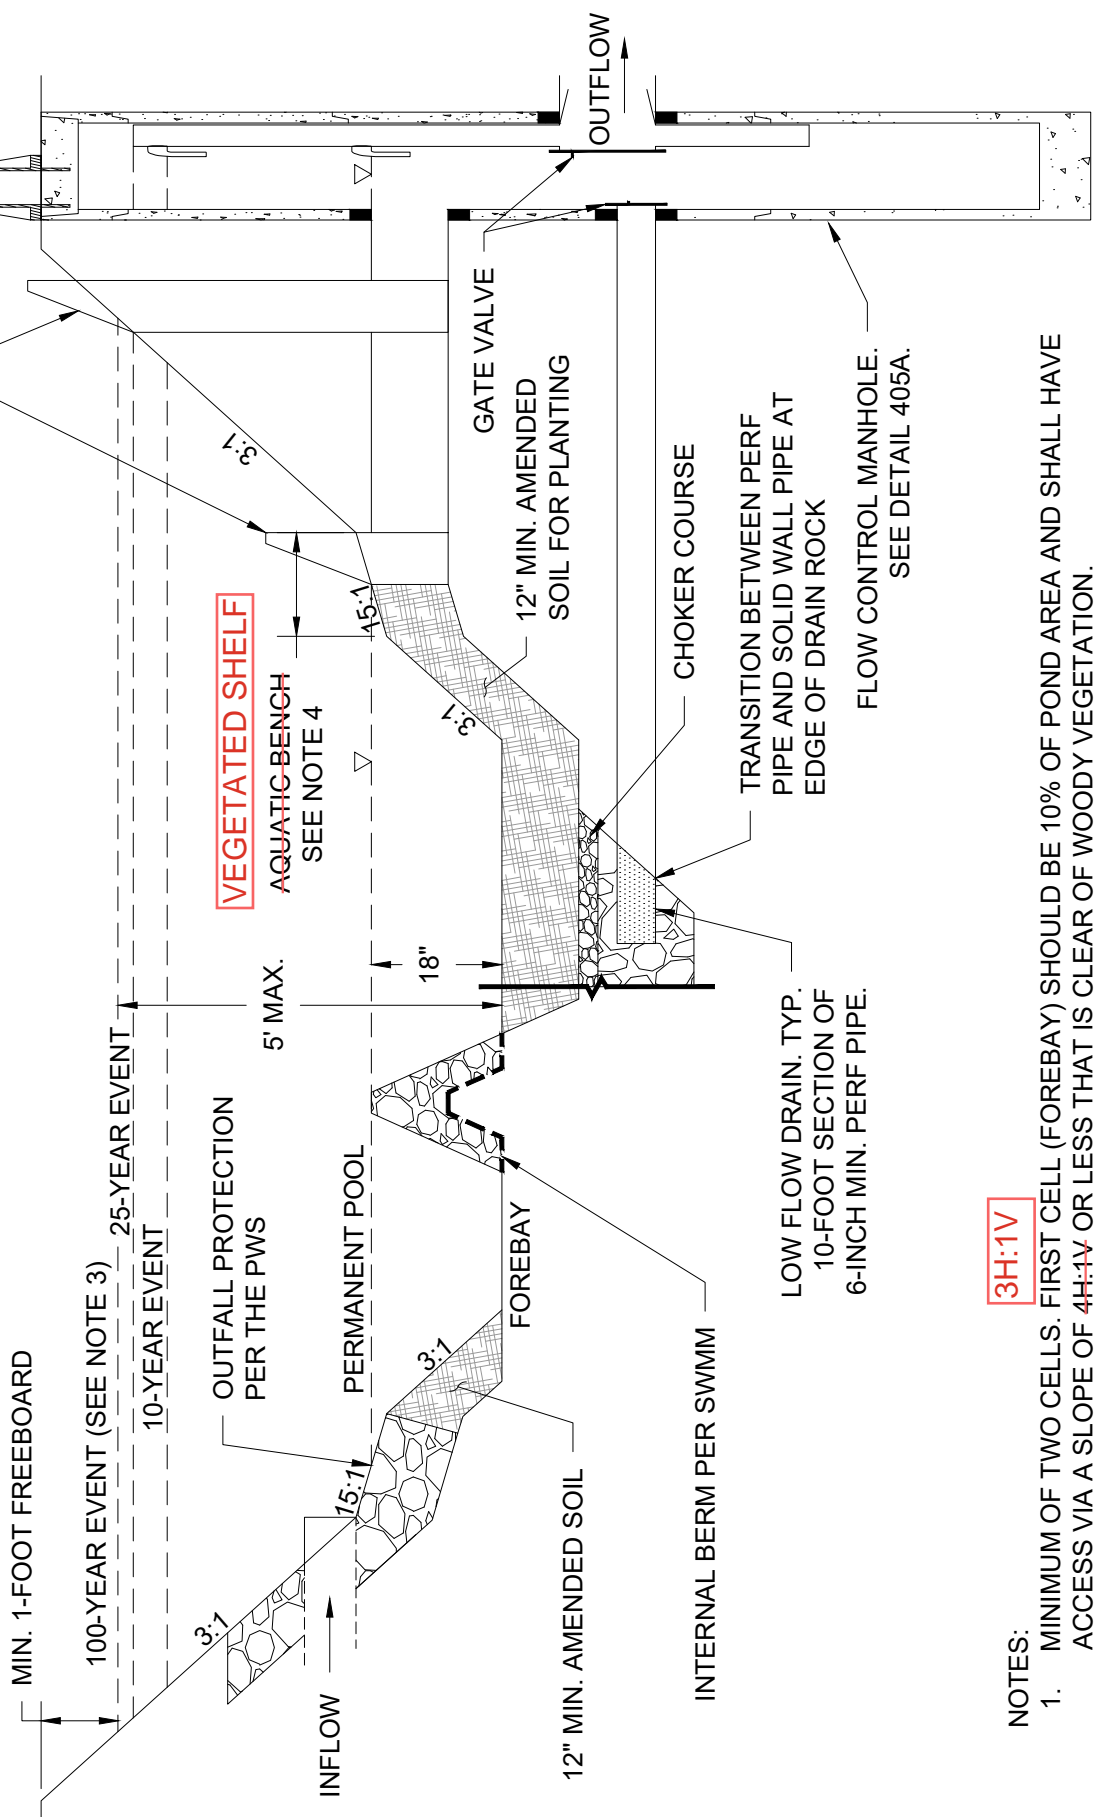 MIN. 1-FOOT FREEBOARD
100-YEAR EVENT (SEE NOTE 3)
25-YEAR EVENT
10-YEAR EVENT
OUTFALL PROTECTION
PER THE PWS
PERMANENT POOL
5' MAX.
18"
VEGETATED SHELF
AQUATIC BENCH
SEE NOTE 4
3:1
15:1
3:1
15:1
3:1
3:1
INFLOW
FOREBAY
12" MIN. AMENDED SOIL
INTERNAL BERM PER SWMM
GATE VALVE
OUTFLOW
12" MIN. AMENDED
SOIL FOR PLANTING
CHOKER COURSE
TRANSITION BETWEEN PERF
PIPE AND SOLID WALL PIPE AT
EDGE OF DRAIN ROCK
LOW FLOW DRAIN. TYP.
10-FOOT SECTION OF
6-INCH MIN. PERF PIPE.
FLOW CONTROL MANHOLE.
SEE DETAIL 405A.
NOTES:
3H:1V
1. MINIMUM OF TWO CELLS. FIRST CELL (FOREBAY) SHOULD BE 10% OF POND AREA AND SHALL HAVE
ACCESS VIA A SLOPE OF 4H:1V OR LESS THAT IS CLEAR OF WOODY VEGETATION.